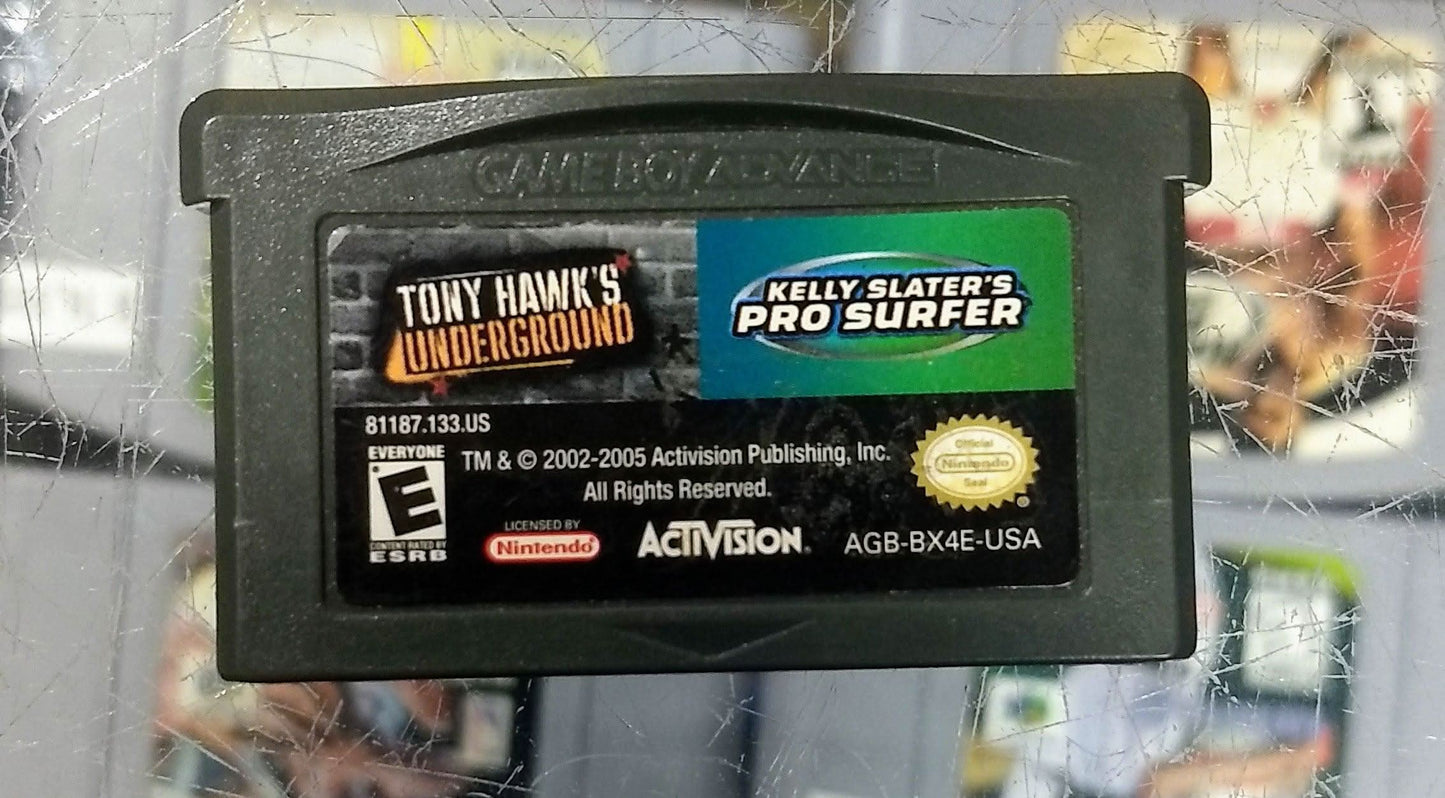 GAME BOY ADVANCE
TONY HAWK'S
UNDERGROUND
KELLY SLATER'S
PRO SURFER
81187.133.US
EVERYONE
E
CONTENT RATED BY
ESRB
TM & © 2002-2005 Activision Publishing, Inc.
All Rights Reserved.
LICENSED BY
Nintendo®
ACTIVISION®
Official
Nintendo
Seal
®
AGB-BX4E-USA